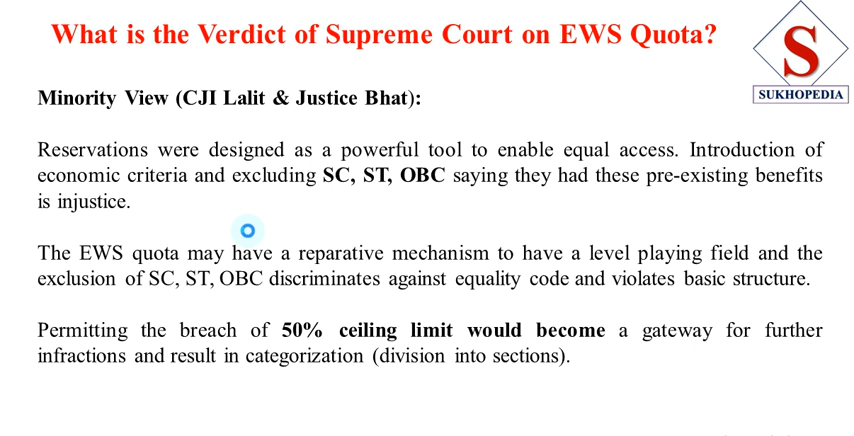 What is the Verdict of Supreme Court on EWS Quota?
S
SUKHOPEDIA
Minority View (CJI Lalit & Justice Bhat):
Reservations were designed as a powerful tool to enable equal access. Introduction of
economic criteria and excluding SC, ST, OBC saying they had these pre-existing benefits
is injustice.
The EWS quota may have a reparative mechanism to have a level playing field and the
exclusion of SC, ST, OBC discriminates against equality code and violates basic structure.
Permitting the breach of 50% ceiling limit would become a gateway for further
infractions and result in categorization (division into sections).